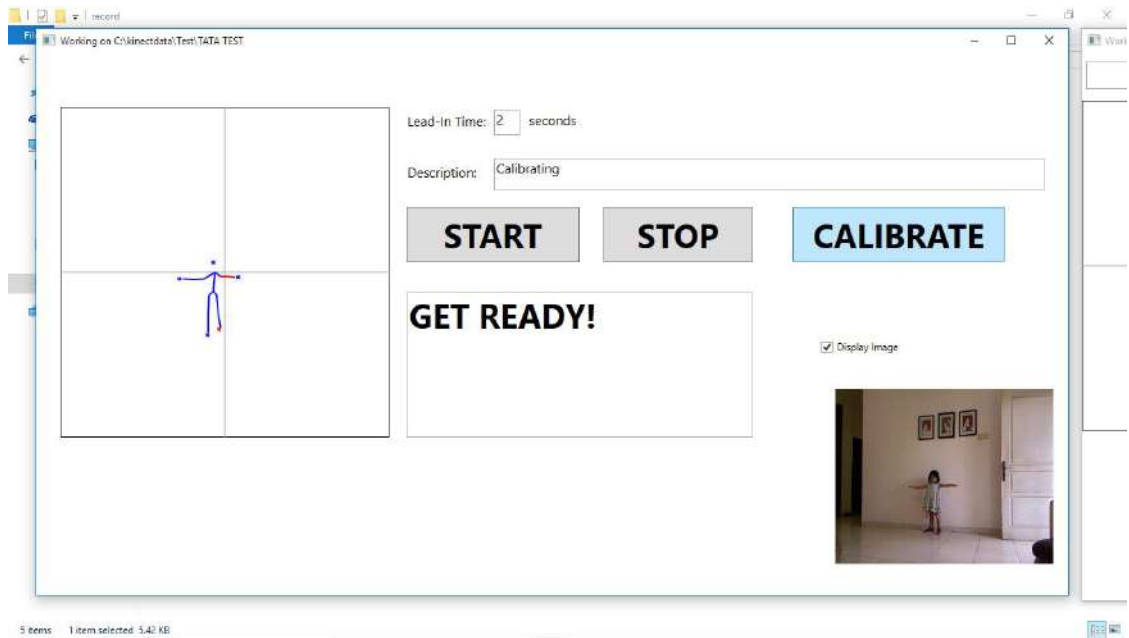 record
Working on C:\kinectdata\Test\TATA TEST
Lead-In Time: 2 seconds
Description: Calibrating
START STOP CALIBRATE
GET READY!
Display Image
5 items 1 item selected 5.42 KB